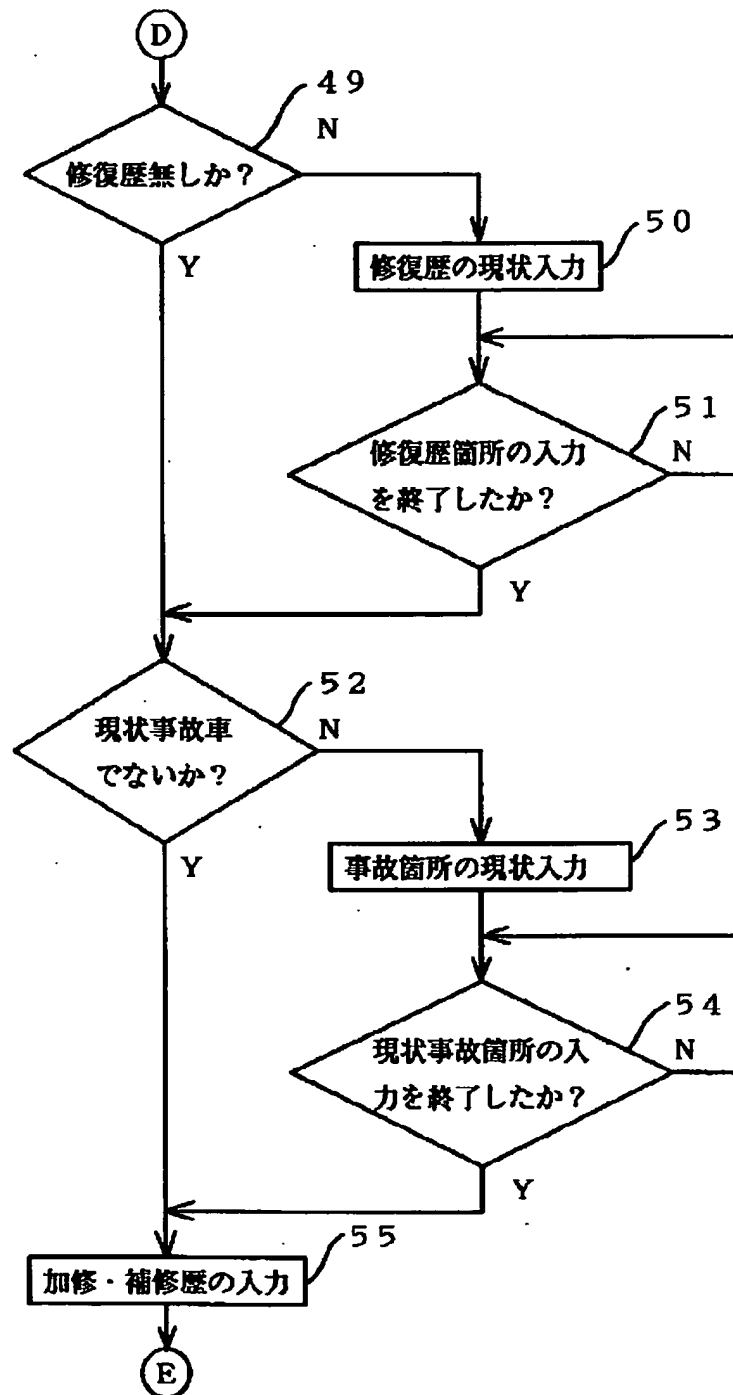 D
49
N
修復歴無しか？
Y
50
修復歴の現状入力
51
修復歴箇所の入力
を終了したか？
N
Y
52
現状事故車
でないか？
N
Y
53
事故箇所の現状入力
54
現状事故箇所の入
力を終了したか？
N
Y
55
加修・補修歴の入力
E